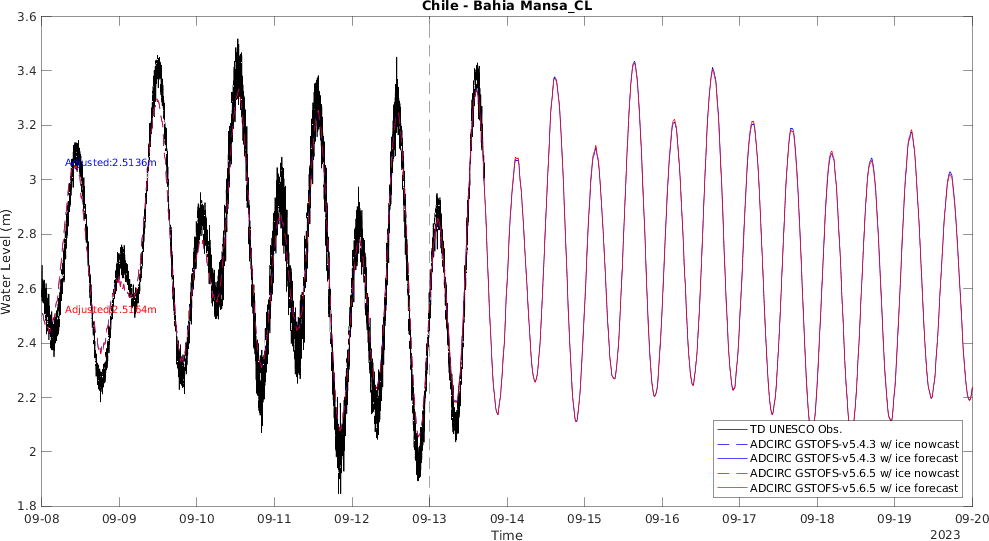 Chile - Bahia Mansa_CL
3.6
3.4
3.2
3
2.8
2.6
2.4
2.2
2
1.8
Water Level (m)
Adjusted:2.5136m
Adjusted:2.5164m
TD UNESCO Obs.
ADCIRC GSTOFS-v5.4.3 w/ ice nowcast
ADCIRC GSTOFS-v5.4.3 w/ ice forecast
ADCIRC GSTOFS-v5.6.5 w/ ice nowcast
ADCIRC GSTOFS-v5.6.5 w/ ice forecast
09-08 09-09 09-10 09-11 09-12 09-13 09-14 09-15 09-16 09-17 09-18 09-19 09-20
Time
2023